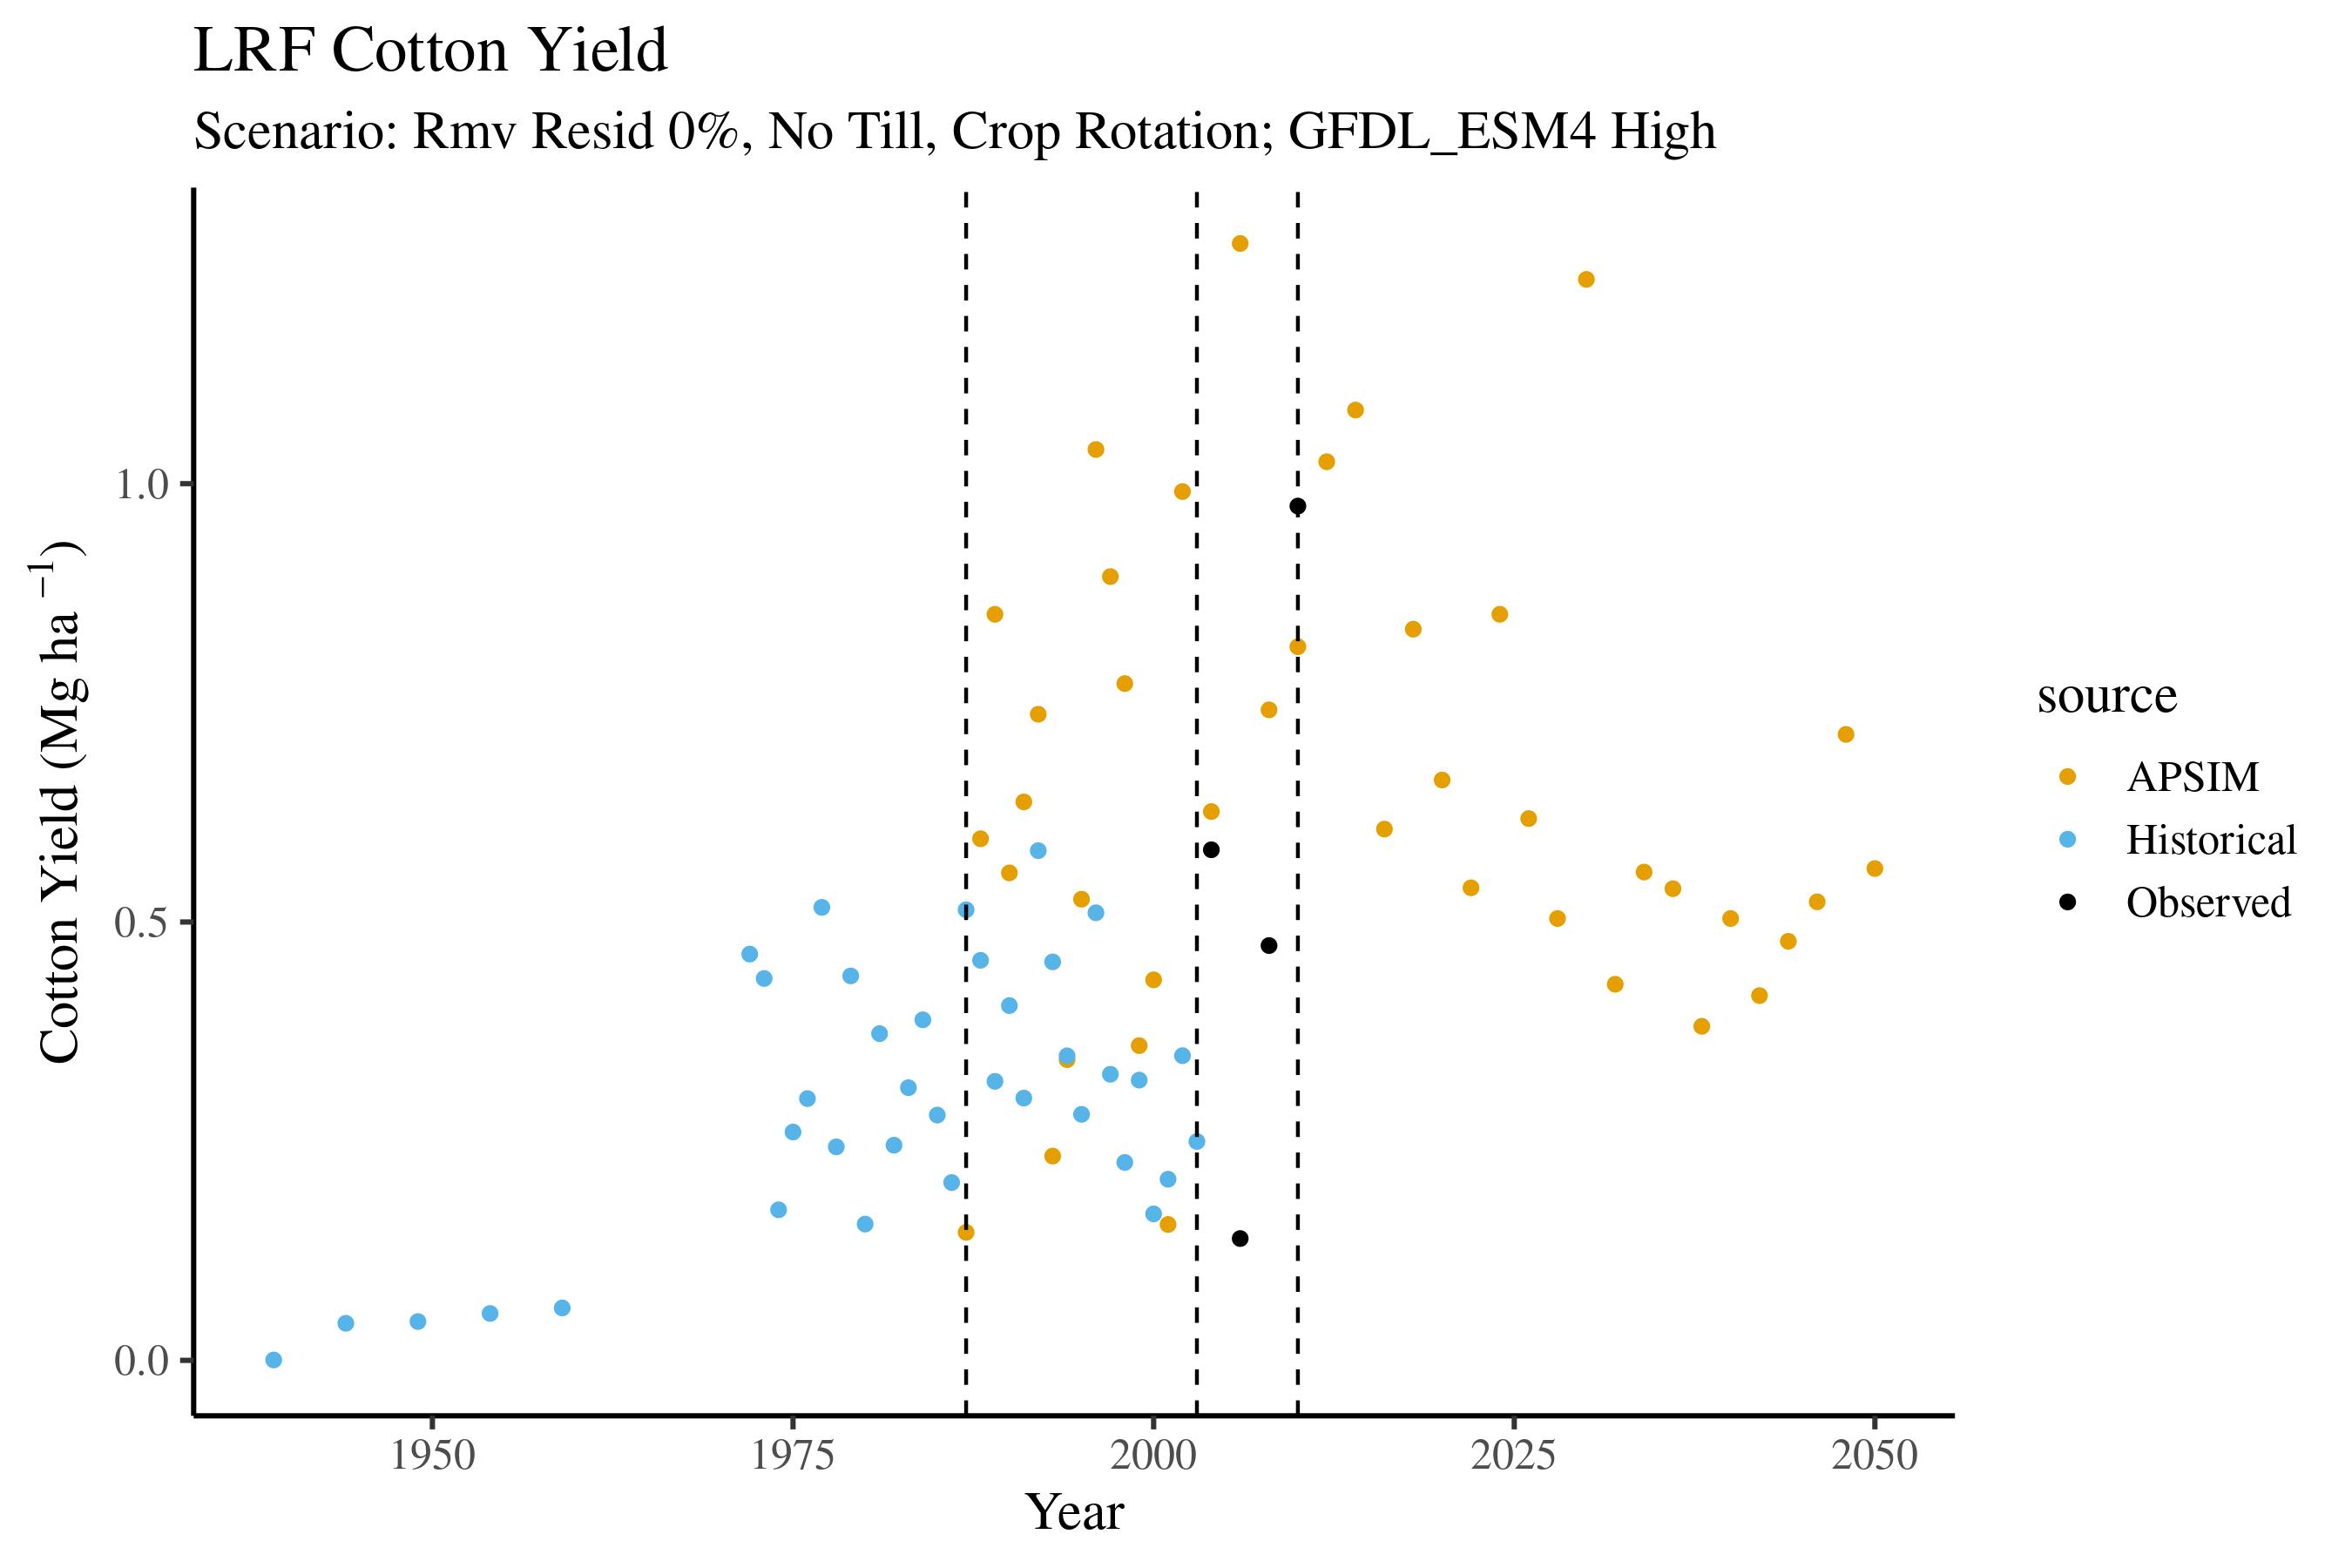 LRF Cotton Yield
Scenario: Rmv Resid 0%, No Till, Crop Rotation; GFDL_ESM4 High
Cotton Yield (Mg ha⁻¹)
1.0
0.5
0.0
1950 1975 2000 2025 2050
Year
source
APSIM
Historical
Observed